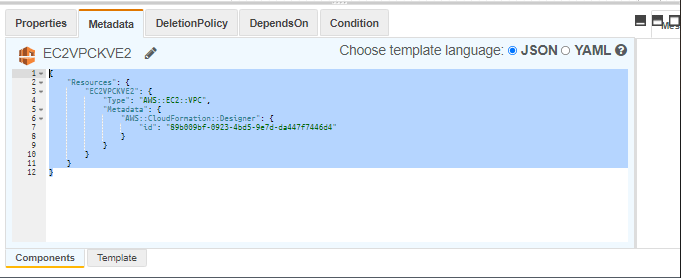 Properties Metadata DeletionPolicy DependsOn Condition
EC2VPCKVE2 Choose template language: JSON YAML
1 {
2 "Resources": {
3 "EC2VPCKVE2": {
4 "Type": "AWS::EC2::VPC",
5 "Metadata": {
6 "AWS::CloudFormation::Designer": {
7 "id": "89b009bf-0923-4bd5-9e7d-da447f7446d4"
8 }
9 }
10 }
11 }
12 }
Components Template